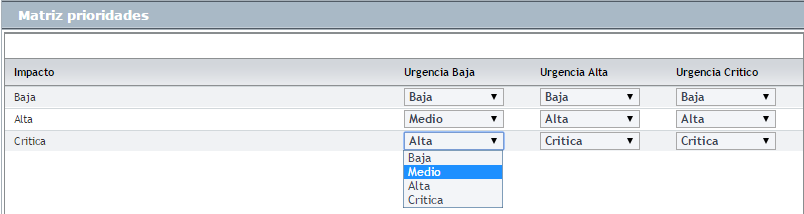 Matriz prioridades
Impacto Urgencia Baja Urgencia Alta Urgencia Critico
Baja Baja Baja Baja
Alta Medio Alta Alta
Critica Alta Critica Critica
Baja
Medio
Alta
Critica